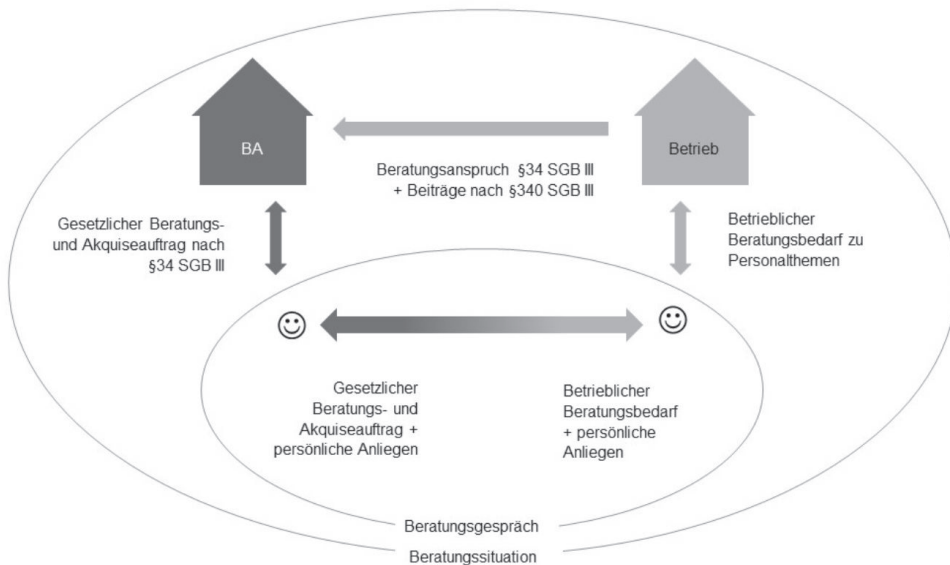 BA
Betrieb
Beratungsanspruch §34 SGB III
+ Beiträge nach §340 SGB III
Gesetzlicher Beratungs-
und Akquiseauftrag nach
§34 SGB III
Betrieblicher
Beratungsbedarf zu
Personalthemen
Gesetzlicher
Beratungs- und
Akquiseauftrag +
persönliche Anliegen
Betrieblicher
Beratungsbedarf
+ persönliche
Anliegen
Beratungsgespräch
Beratungssituation